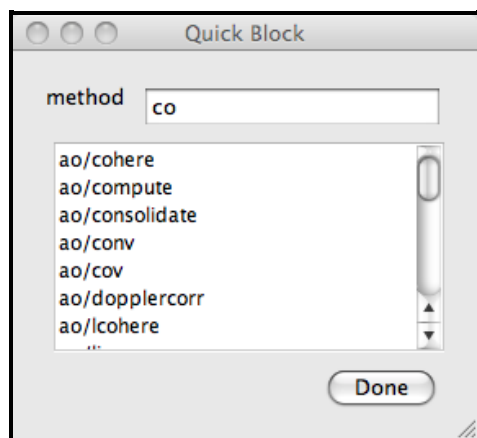 Quick Block
method co
ao/cohere
ao/compute
ao/consolidate
ao/conv
ao/cov
ao/dopplercorr
ao/lcohere
Done